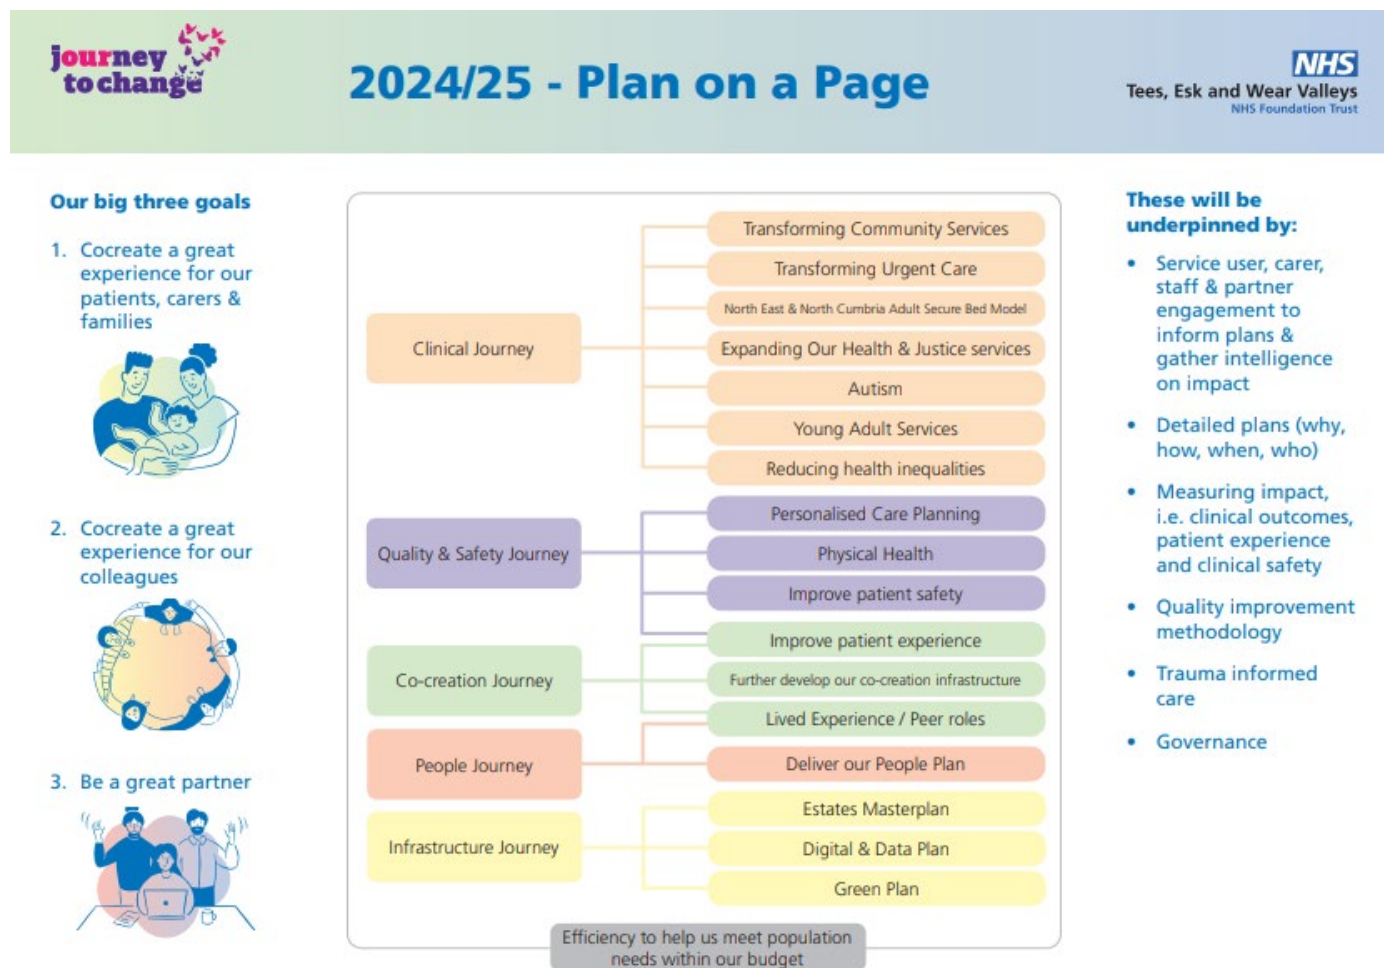 journey
to change
2024/25 - Plan on a Page
NHS
Tees, Esk and Wear Valleys
NHS Foundation Trust
Our big three goals
1. Cocreate a great
experience for our
patients, carers &
families
2. Cocreate a great
experience for our
colleagues
3. Be a great partner
Clinical Journey
Transforming Community Services
Transforming Urgent Care
North East & North Cumbria Adult Secure Bed Model
Expanding Our Health & Justice services
Autism
Young Adult Services
Reducing health inequalities
Quality & Safety Journey
Personalised Care Planning
Physical Health
Improve patient safety
Co-creation Journey
Improve patient experience
Further develop our co-creation infrastructure
Lived Experience / Peer roles
People Journey
Deliver our People Plan
Infrastructure Journey
Estates Masterplan
Digital & Data Plan
Green Plan
Efficiency to help us meet population
needs within our budget
These will be
underpinned by:
• Service user, carer,
staff & partner
engagement to
inform plans &
gather intelligence
on impact
• Detailed plans (why,
how, when, who)
• Measuring impact,
i.e. clinical outcomes,
patient experience
and clinical safety
• Quality improvement
methodology
• Trauma informed
care
• Governance